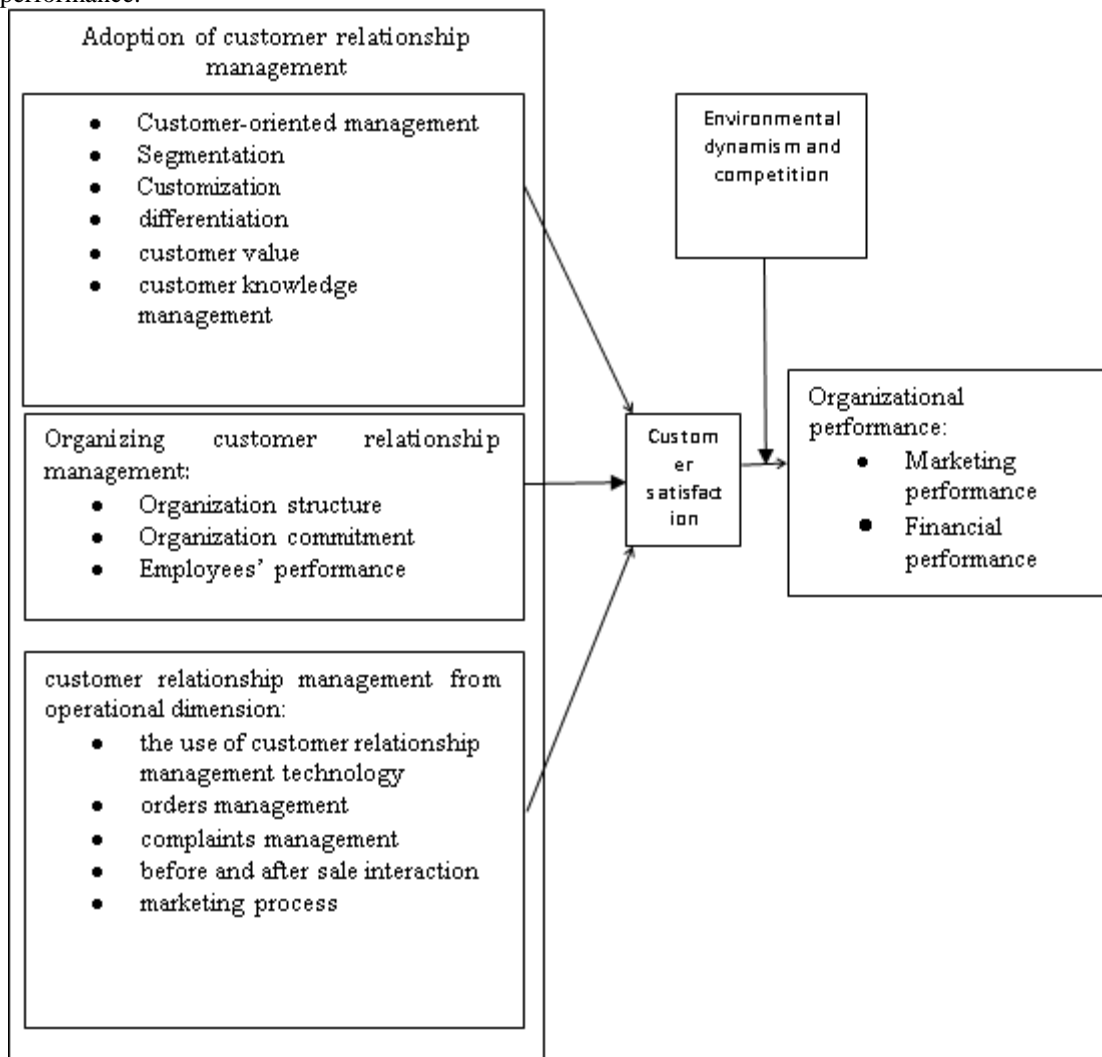 performance.
Adoption of customer relationship
management
Customer-oriented management
Segmentation
Customization
differentiation
customer value
customer knowledge
management
Organizing customer relationship
management:
Organization structure
Organization commitment
Employees’ performance
customer relationship management from
operational dimension:
the use of customer relationship
management technology
orders management
complaints management
before and after sale interaction
marketing process
Custom
er
satisfact
ion
Environmental
dynamism and
competition
Organizational
performance:
Marketing
performance
Financial
performance